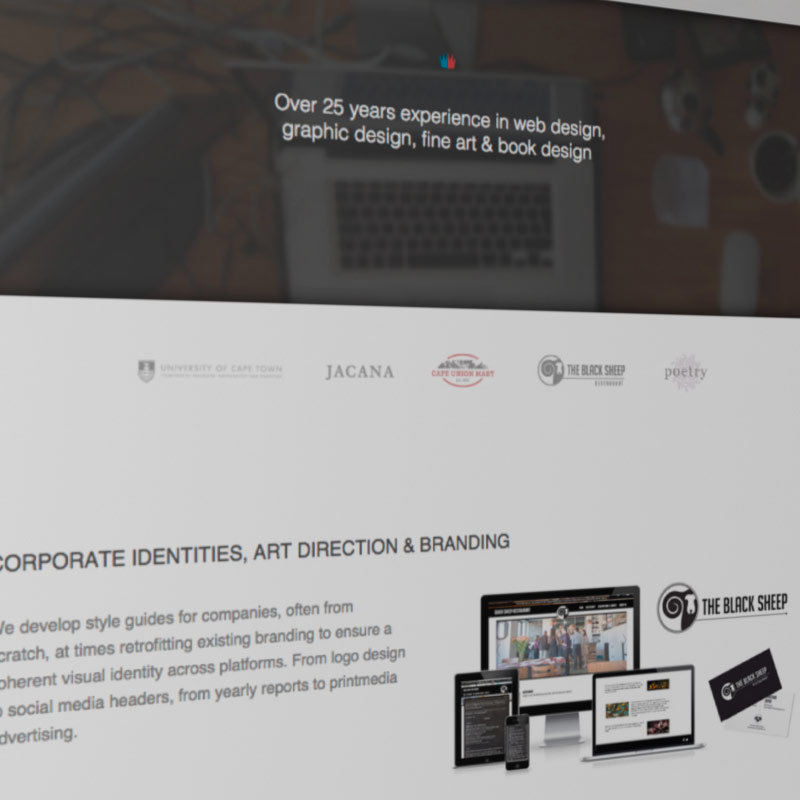 Over 25 years experience in web design,
graphic design, fine art & book design
UNIVERSITY OF CAPE TOWN
JACANA
CAPE UNION MART
THE BLACK SHEEP
RESTAURANT
poetry
CORPORATE IDENTITIES, ART DIRECTION & BRANDING
We develop style guides for companies, often from
scratch, at times retrofitting existing branding to ensure a
coherent visual identity across platforms. From logo design
to social media headers, from yearly reports to printmedia
advertising.
THE BLACK SHEEP
THE BLACK SHEEP